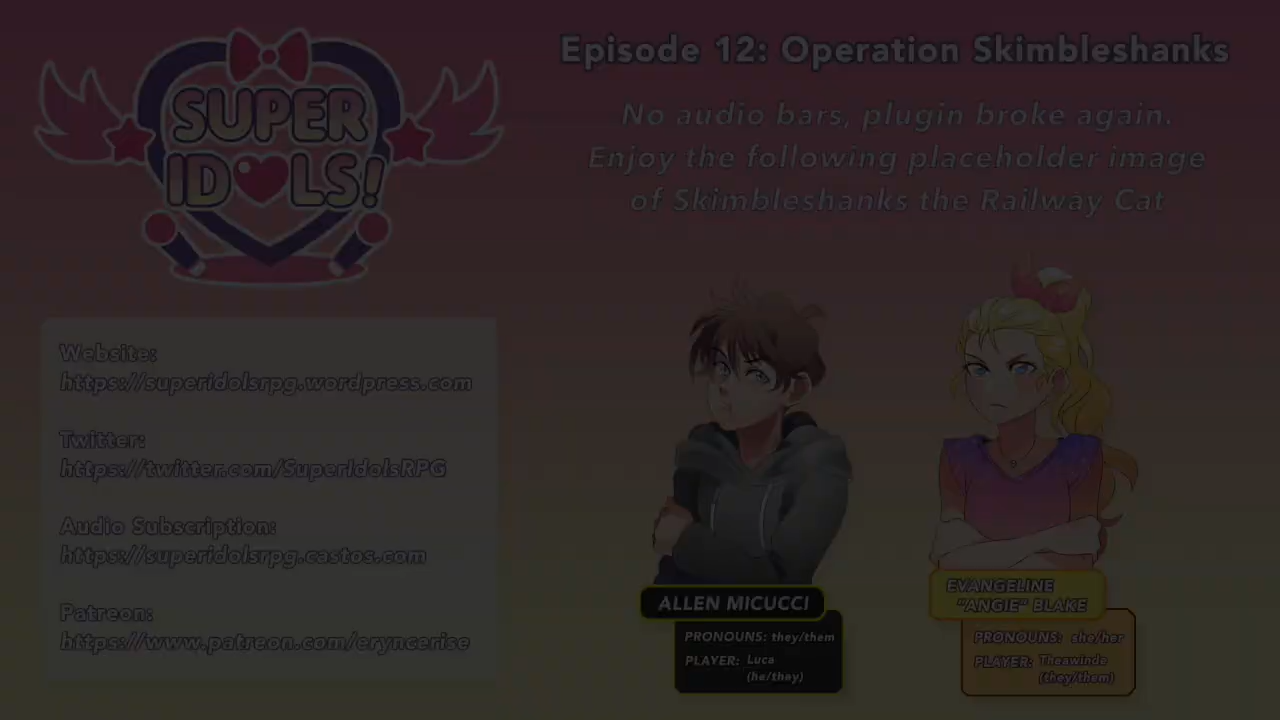 SUPER
IDOLS!
Episode 12: Operation Skimbleshanks
No audio bars, plugin broke again.
Enjoy the following placeholder image
of Skimbleshanks the Railway Cat
Website:
https://superidolsrpg.wordpress.com
Twitter:
https://twitter.com/SuperIdolsRPG
Audio Subscription:
https://superidolsrpg.castos.com
Patreon:
https://www.patreon.com/eryncerise
ALLEN MICUCCI
PRONOUNS: they/them
PLAYER: Luca
(he/they)
EVANGELINE
"ANGIE" BLAKE
PRONOUNS: she/her
PLAYER: Theawinde
(they/them)